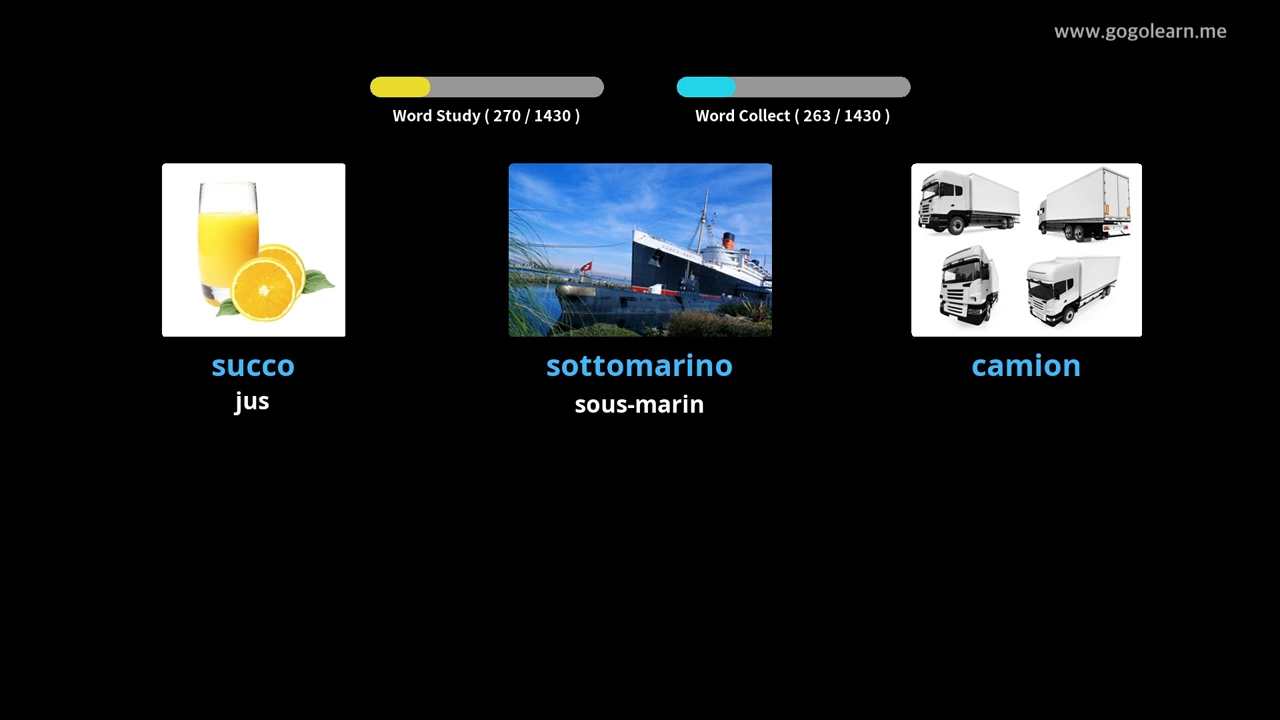 www.gogolearn.me
Word Study ( 270 / 1430 )
Word Collect ( 263 / 1430 )
succo
sottomarino
camion
jus
sous-marin